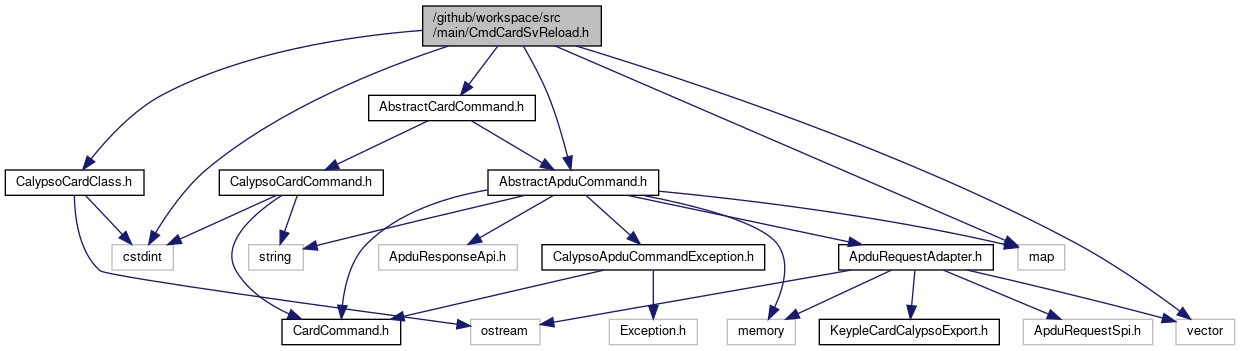 /github/workspace/src
/main/CmdCardSvReload.h
AbstractCardCommand.h
CalypsoCardClass.h
CalypsoCardCommand.h
AbstractApduCommand.h
cstdint
string
ApduResponseApi.h
CalypsoApduCommandException.h
ApduRequestAdapter.h
map
CardCommand.h
ostream
Exception.h
memory
KeypleCardCalypsoExport.h
ApduRequestSpi.h
vector